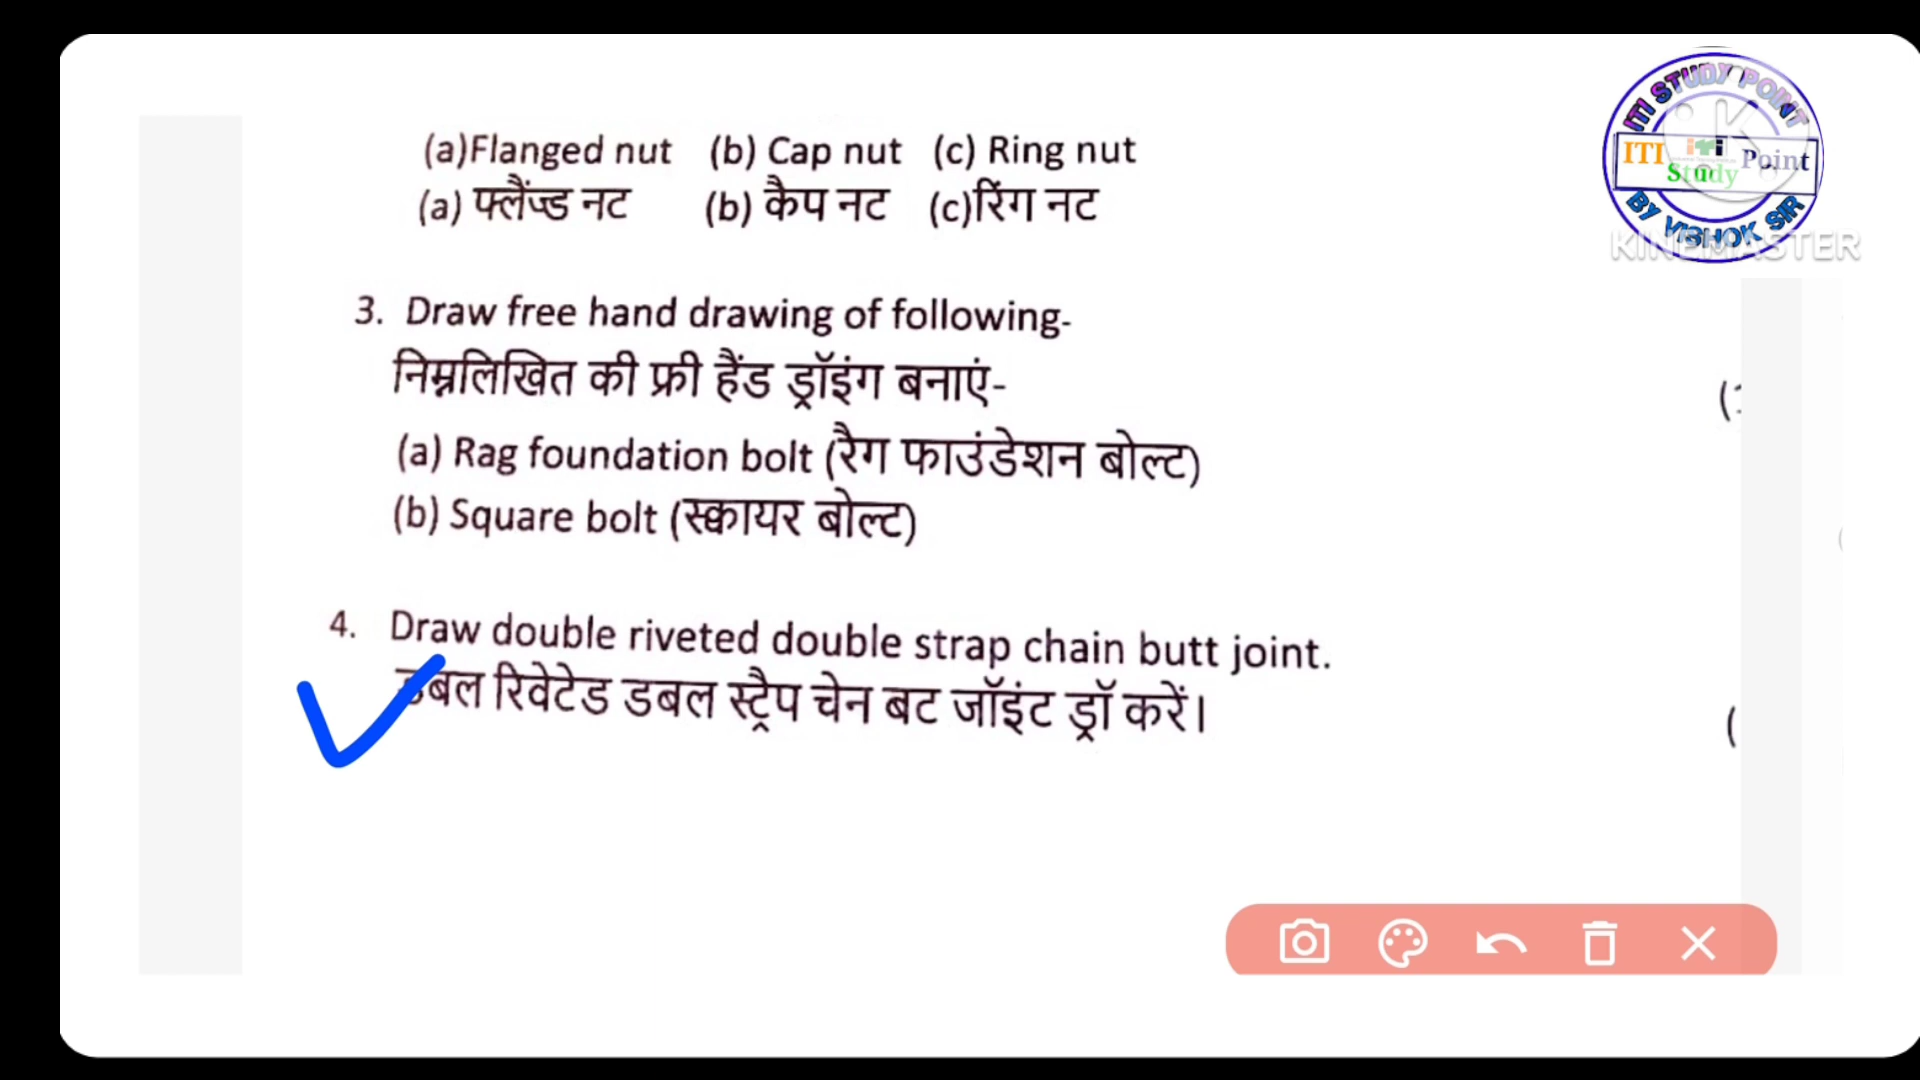 (a)Flanged nut (b) Cap nut (c) Ring nut
(a) फ्लैंज्ड नट (b) कैप नट (c)रिंग नट
3. Draw free hand drawing of following-
निम्नलिखित की फ्री हैंड ड्रॉइंग बनाएं-
(a) Rag foundation bolt (रैग फाउंडेशन बोल्ट)
(b) Square bolt (स्क्वायर बोल्ट)
4. Draw double riveted double strap chain butt joint.
डबल रिवेटेड डबल स्ट्रैप चेन बट जॉइंट ड्रॉ करें।
ITI STUDY POINT
ITI iti Point
Study
BY VISHOK SIR
KINEMASTER